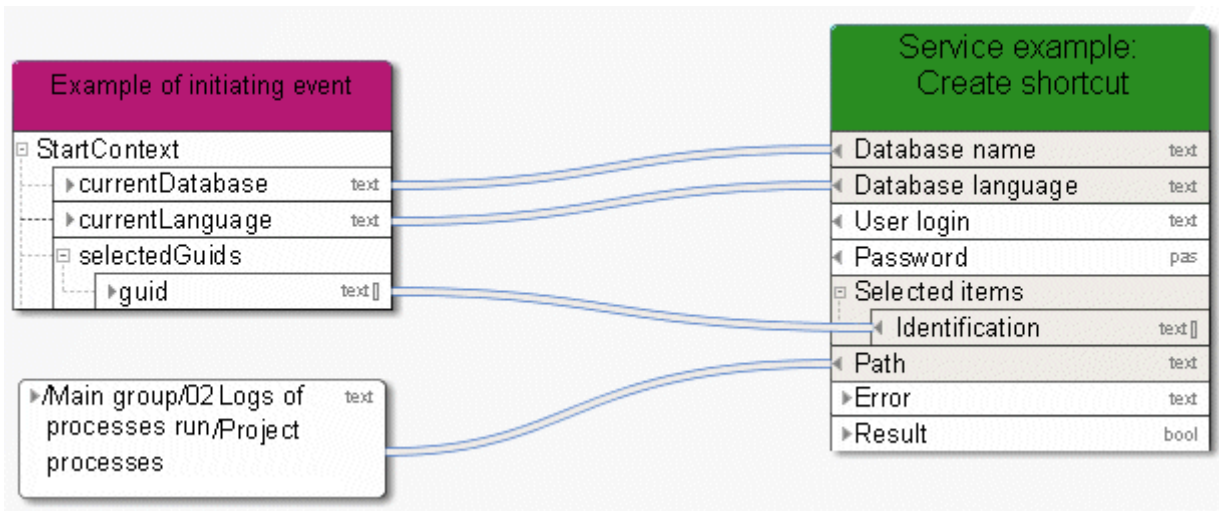 Example of initiating event
StartContext
currentDatabase text
currentLanguage text
selectedGuids
guid text[]
/Main group/02 Logs of text
processes run/Project
processes
Service example:
Create shortcut
Database name text
Database language text
User login text
Password pas
Selected items
Identification text[]
Path text
Error text
Result bool